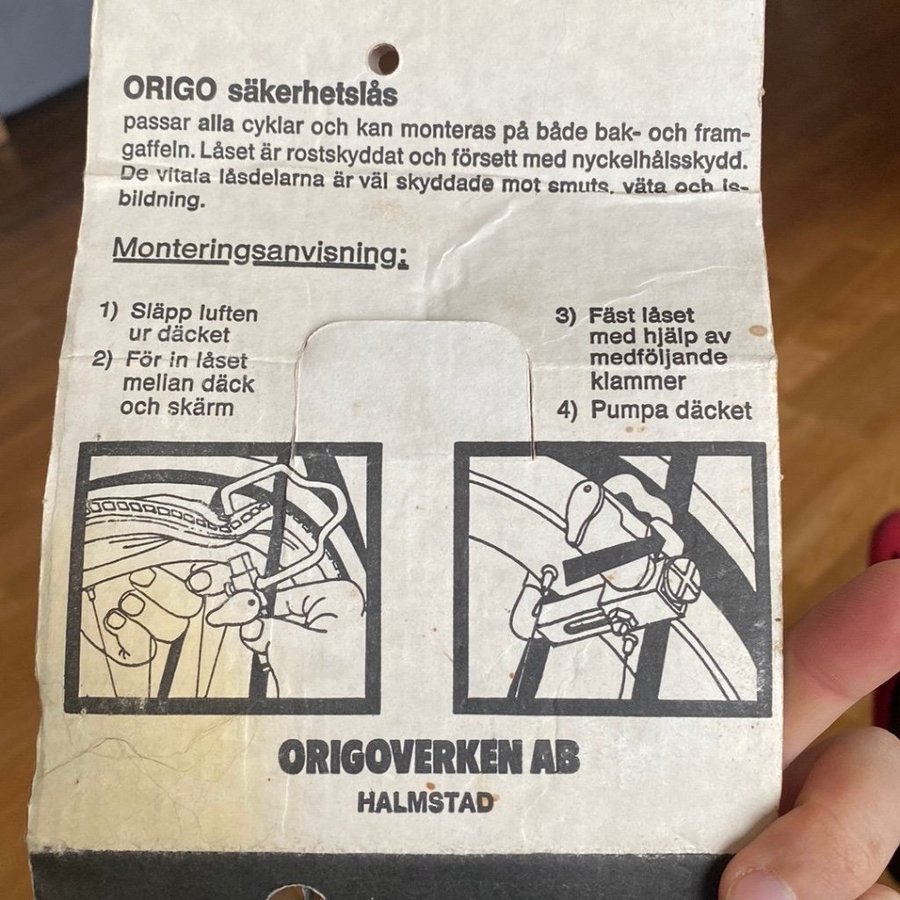 ORIGO säkerhetslås
passar alla cyklar och kan monteras på både bak- och fram-
gaffeln. Låset är rostskyddat och försett med nyckelhålsskydd.
De vitala låsdelarna är väl skyddade mot smuts, väta och is-
bildning.
Monteringsanvisning:
1) Släpp luften
ur däcket
2) För in låset
mellan däck
och skärm
3) Fäst låset
med hjälp av
medföljande
klammer
4) Pumpa däcket
ORIGOVERKEN AB
HALMSTAD